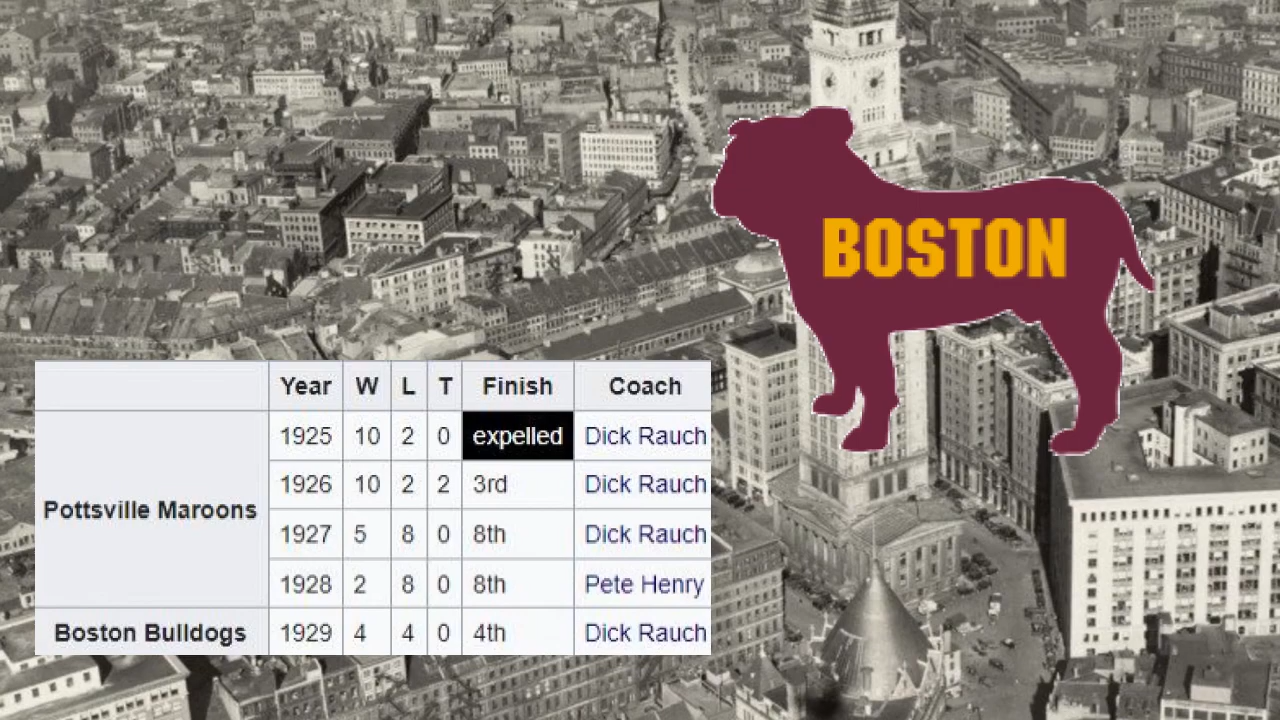 BOSTON
Year W L T Finish Coach
Pottsville Maroons
1925 10 2 0 expelled Dick Rauch
1926 10 2 2 3rd Dick Rauch
1927 5 8 0 8th Dick Rauch
1928 2 8 0 8th Pete Henry
Boston Bulldogs 1929 4 4 0 4th Dick Rauch